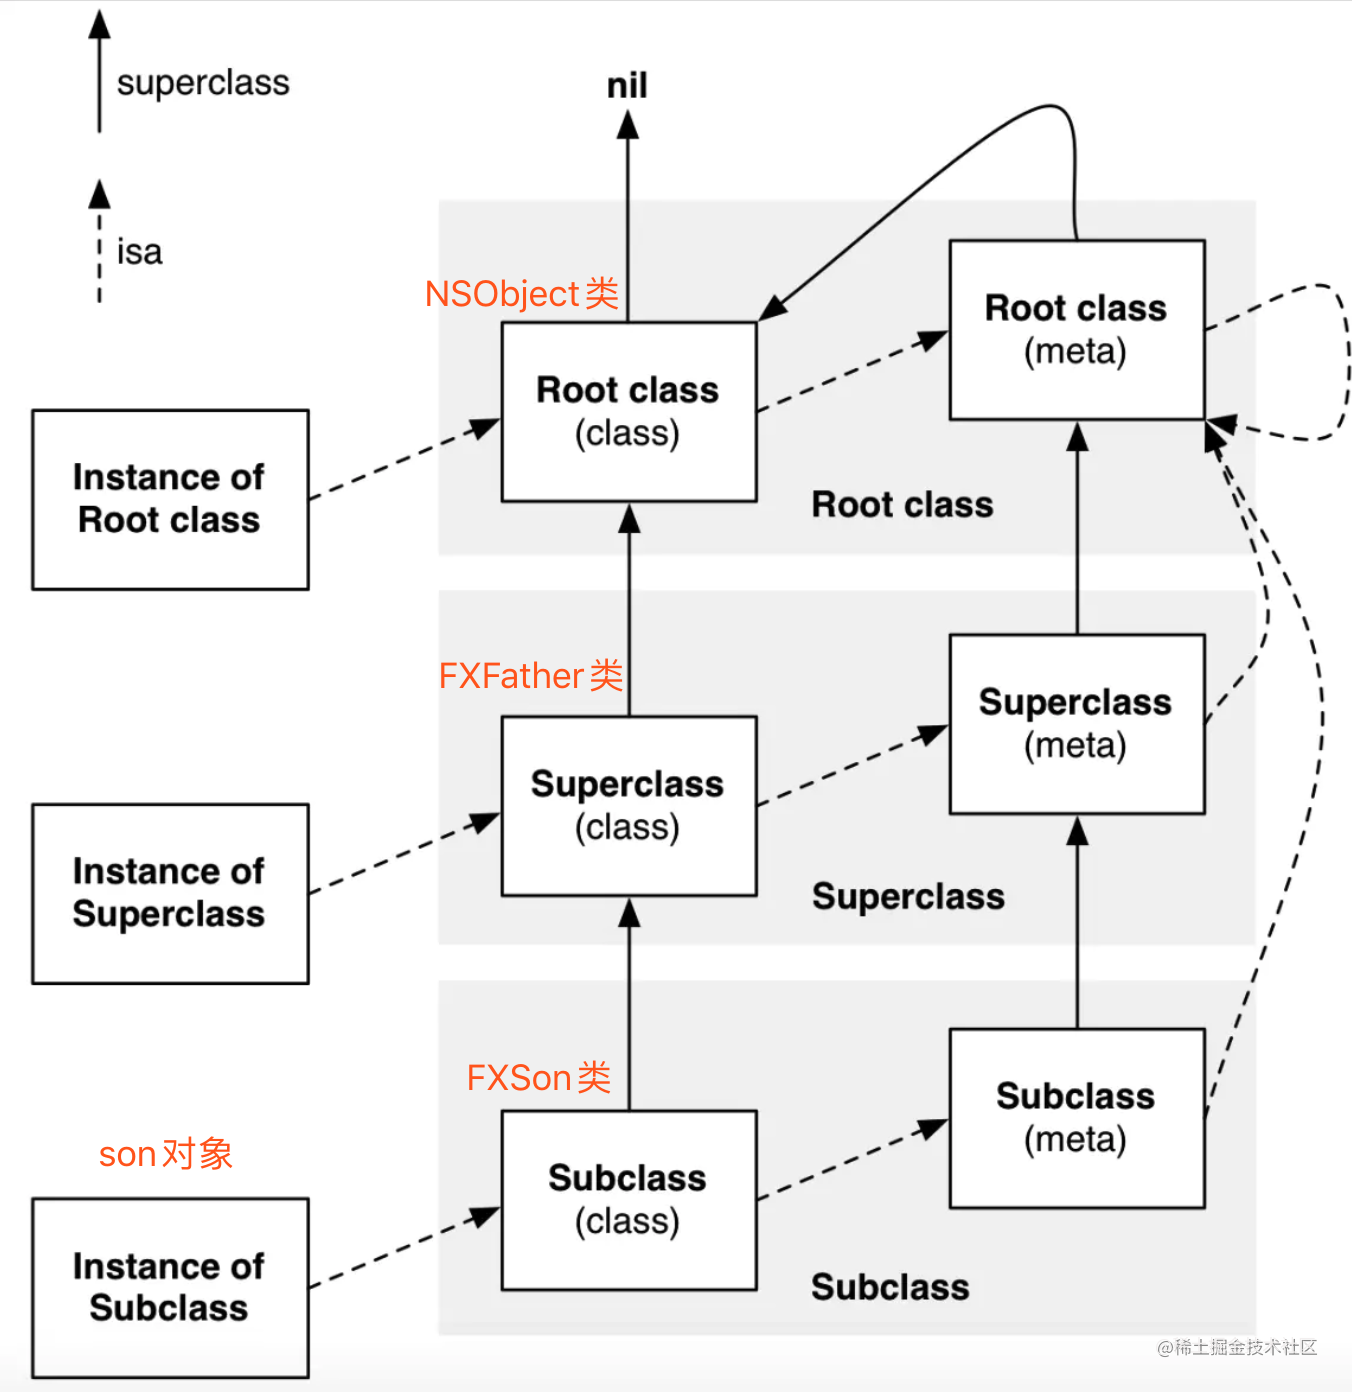 superclass
nil
isa
NSObject类
Root class
(meta)
Root class
(class)
Instance of
Root class
Root class
FXFather类
Superclass
(meta)
Superclass
(class)
Instance of
Superclass
Superclass
FXSon类
Subclass
(meta)
son对象
Subclass
(class)
Instance of
Subclass
Subclass
@稀土掘金技术社区